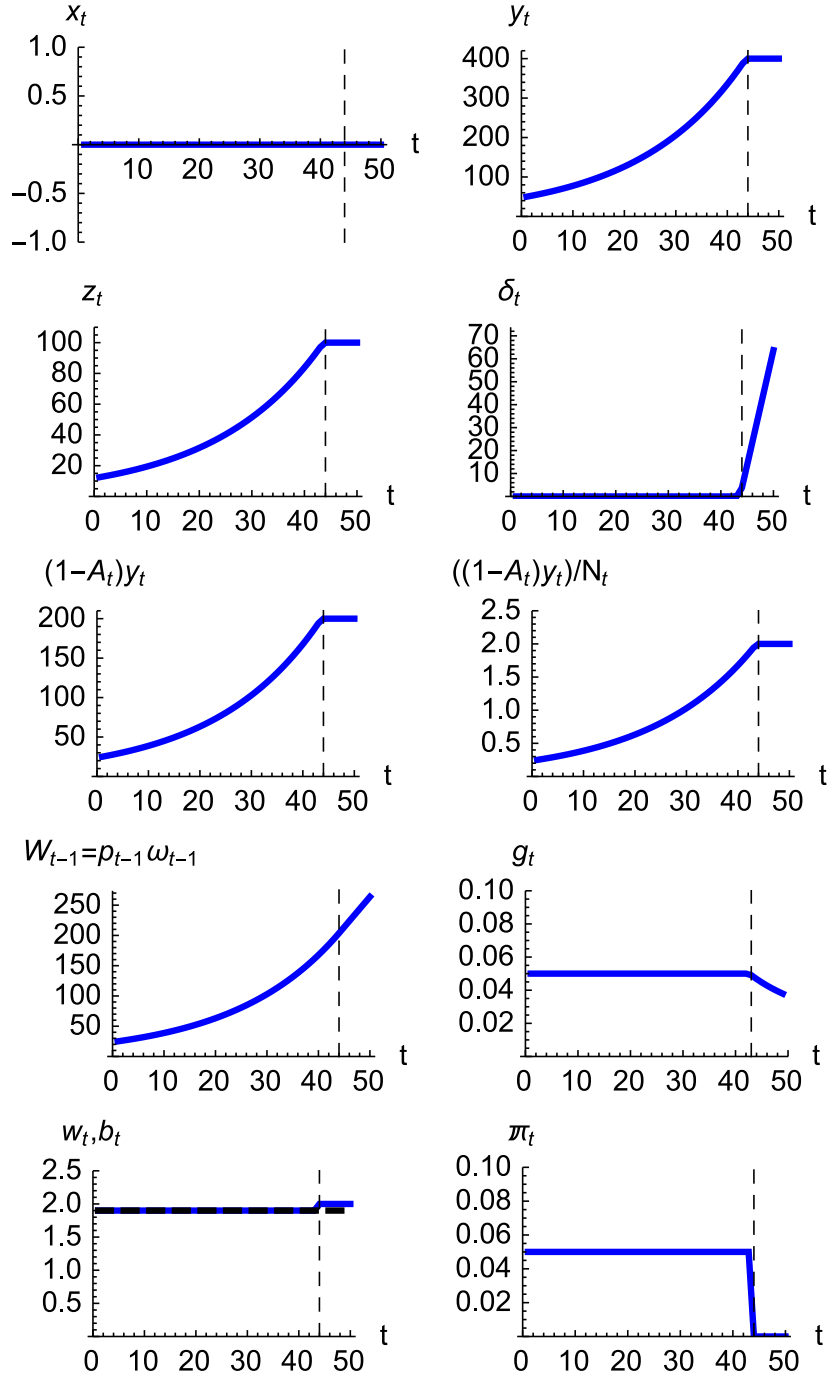 x_t
1.0
0.5
−0.5
−1.0
10 20 30 40 50
t
y_t
400
300
200
100
0 10 20 30 40 50
t
z_t
100
80
60
40
20
0 10 20 30 40 50
t
δ_t
70
60
50
40
30
20
10
0 10 20 30 40 50
t
(1−A_t)y_t
200
150
100
50
0 10 20 30 40 50
t
((1−A_t)y_t)/N_t
2.5
2.0
1.5
1.0
0.5
0 10 20 30 40 50
t
W_{t−1}=p_{t−1}ω_{t−1}
250
200
150
100
50
0 10 20 30 40 50
t
g_t
0.10
0.08
0.06
0.04
0.02
0 10 20 30 40 50
t
w_t,b_t
2.5
2.0
1.5
1.0
0.5
0 10 20 30 40 50
t
π_t
0.10
0.08
0.06
0.04
0.02
0 10 20 30 40 50
t